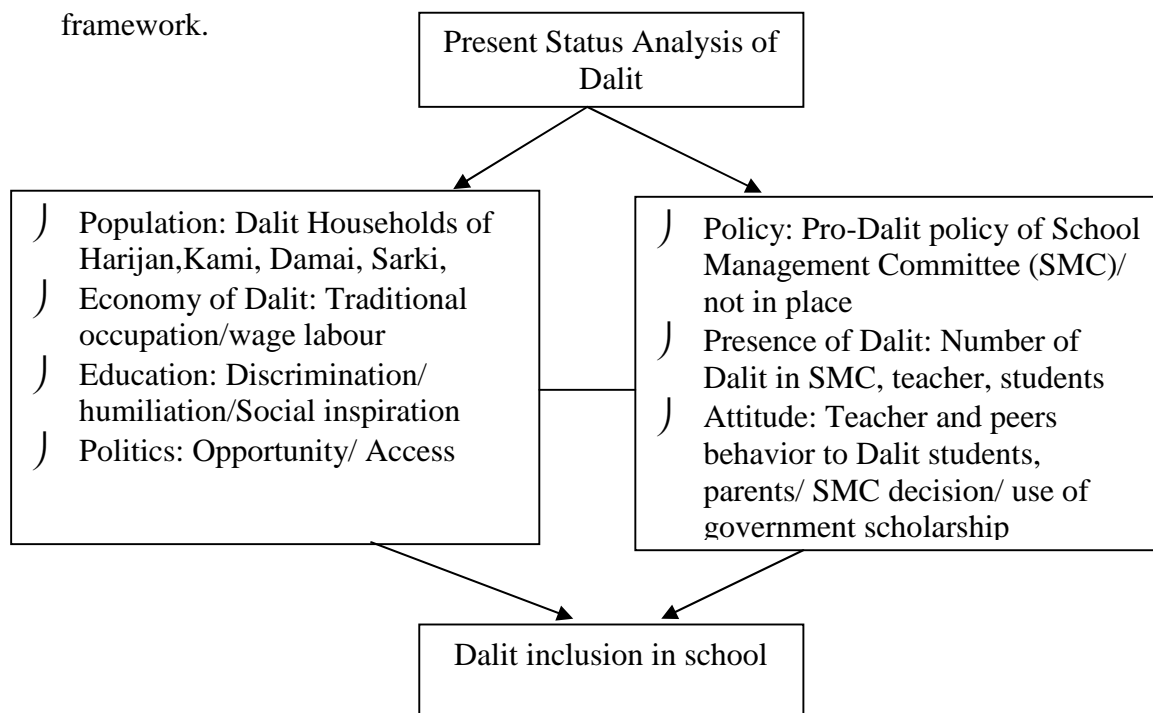 framework.
Present Status Analysis of
Dalit
Population: Dalit Households of
Harijan,Kami, Damai, Sarki,
Economy of Dalit: Traditional
occupation/wage labour
Education: Discrimination/
humiliation/Social inspiration
Politics: Opportunity/ Access
Policy: Pro-Dalit policy of School
Management Committee (SMC)/
not in place
Presence of Dalit: Number of
Dalit in SMC, teacher, students
Attitude: Teacher and peers
behavior to Dalit students,
parents/ SMC decision/ use of
government scholarship
Dalit inclusion in school